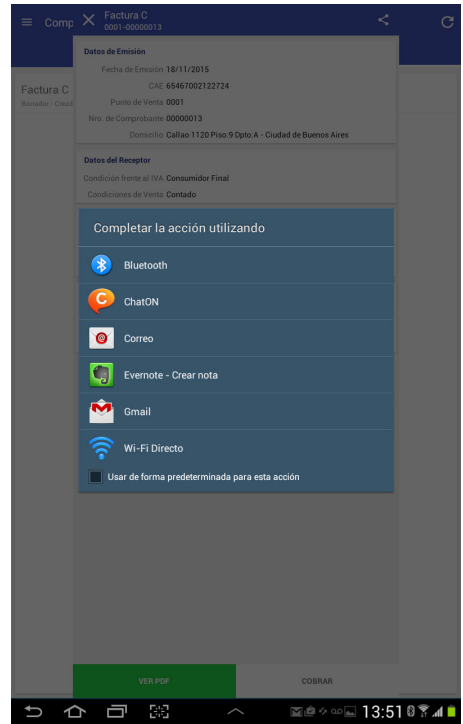 Comp
Factura C
0001-00000013
Factura C
Borrador - Cread
Datos de Emisión
Fecha de Emisión 18/11/2015
CAE 65467002122724
Punto de Venta 0001
Nro. de Comprobante 00000013
Domicilio Callao 1120 Piso:9 Dpto:A - Ciudad de Buenos Aires
Datos del Receptor
Condición frente al IVA Consumidor Final
Condiciones de Venta Contado
Completar la acción utilizando
Bluetooth
ChatON
Correo
Evernote - Crear nota
Gmail
Wi-Fi Directo
Usar de forma predeterminada para esta acción
VER PDF
COBRAR
13:51